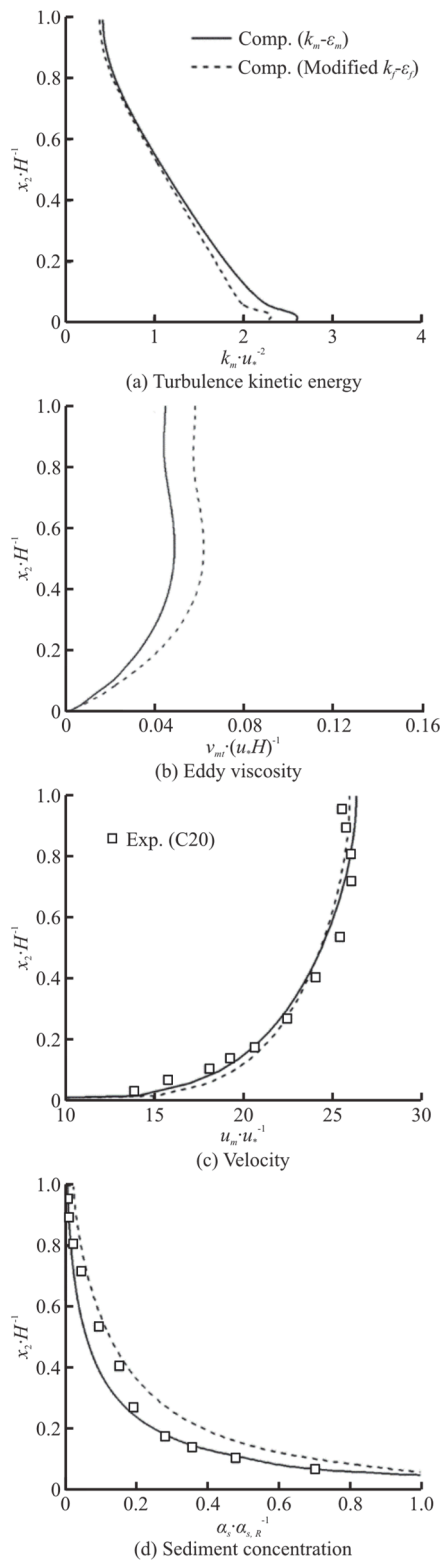 1.0
0.8
0.6
0.4
0.2
0
x₂·H⁻¹
Comp. (kₘ-εₘ)
Comp. (Modified k_f-ε_f)
0 1 2 3 4
kₘ·u*⁻²
(a) Turbulence kinetic energy
1.0
0.8
0.6
0.4
0.2
0
x₂·H⁻¹
0 0.04 0.08 0.12 0.16
νₘₜ·(u*H)⁻¹
(b) Eddy viscosity
1.0
0.8
0.6
0.4
0.2
0
x₂·H⁻¹
Exp. (C20)
10 15 20 25 30
uₘ·u*⁻¹
(c) Velocity
1.0
0.8
0.6
0.4
0.2
0
x₂·H⁻¹
0 0.2 0.4 0.6 0.8 1.0
αₛ·α_{s, R}⁻¹
(d) Sediment concentration